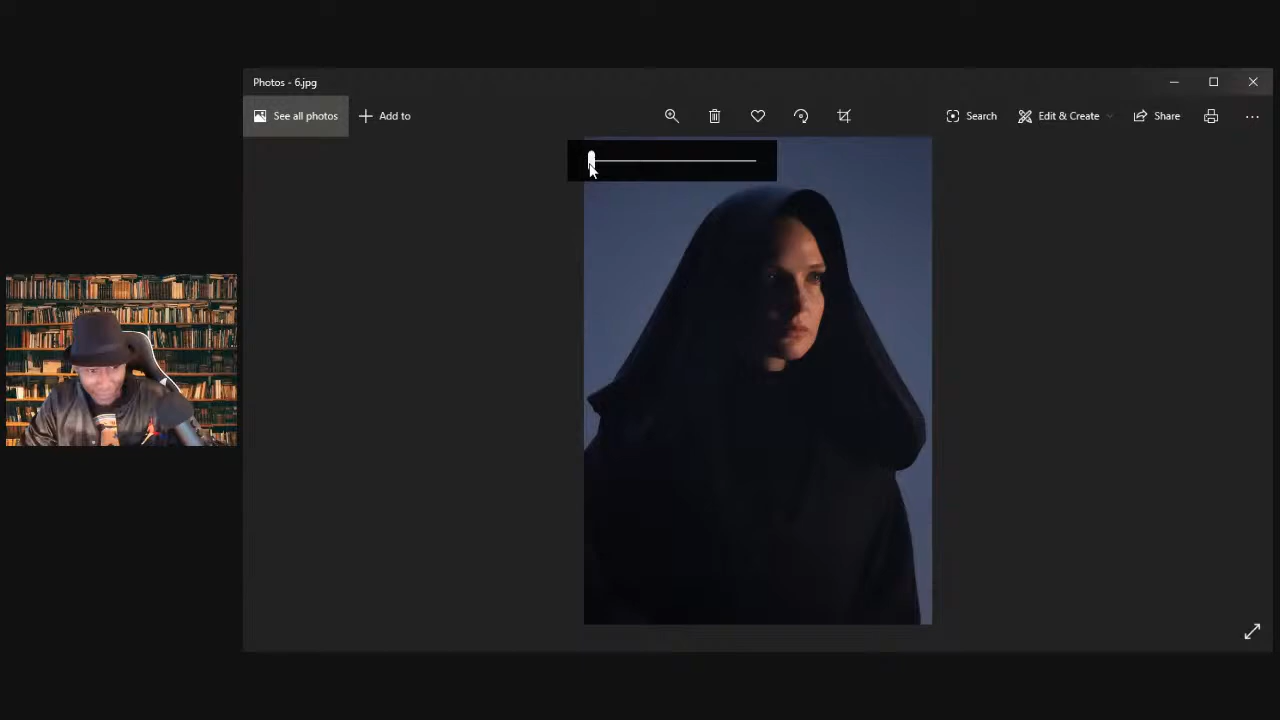 Photos - 6.jpg
See all photos
Add to
Search
Edit & Create
Share